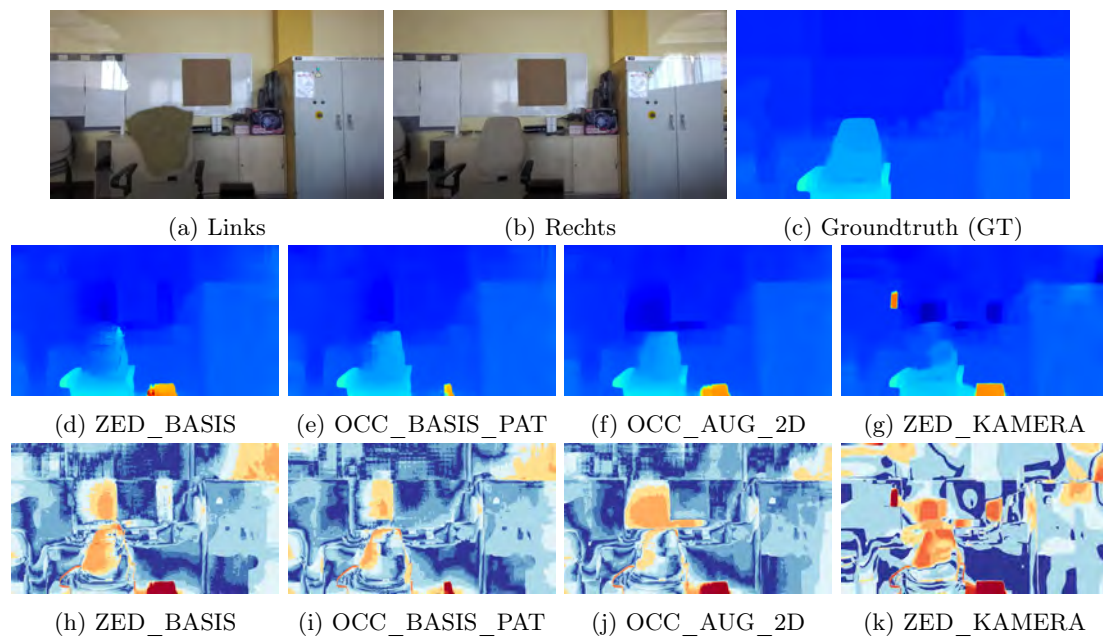 (a) Links
(b) Rechts
(c) Groundtruth (GT)
(d) ZED_BASIS
(e) OCC_BASIS_PAT
(f) OCC_AUG_2D
(g) ZED_KAMERA
(h) ZED_BASIS
(i) OCC_BASIS_PAT
(j) OCC_AUG_2D
(k) ZED_KAMERA